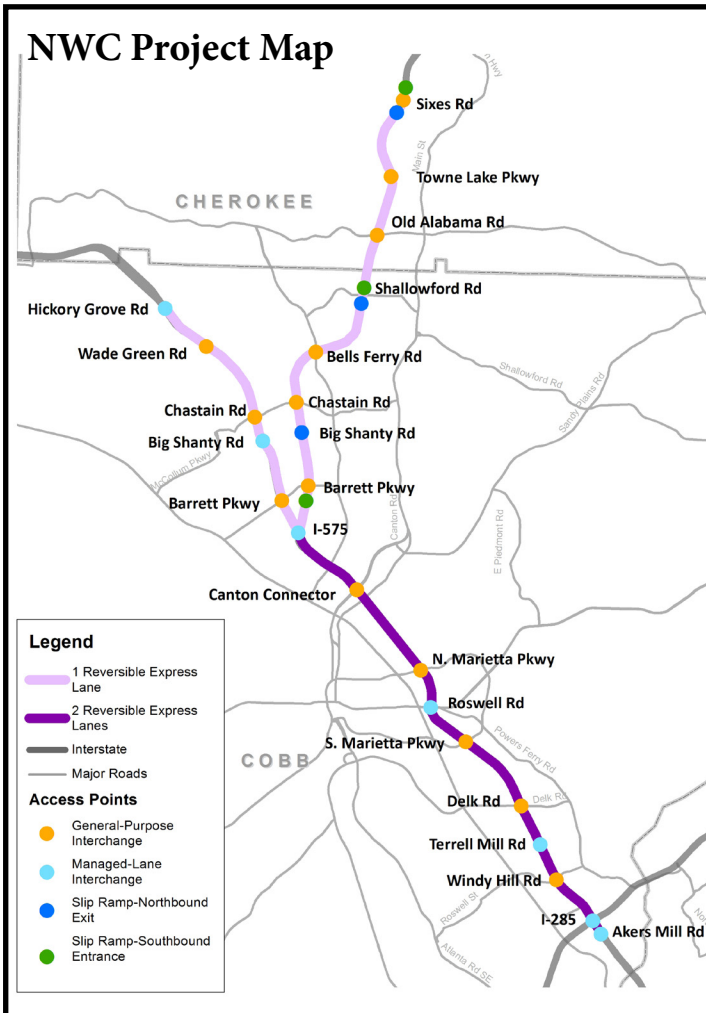 NWC Project Map
Hwy
Sixes Rd
Main St
Towne Lake Pkwy
CHEROKEE
Old Alabama Rd
Shallowford Rd
Hickory Grove Rd
Wade Green Rd
Bells Ferry Rd
Shallowford Rd
Sandy Plains Rd
Chastain Rd
Chastain Rd
Big Shanty Rd
Big Shanty Rd
McCollum Pkwy
Barrett Pkwy
Barrett Pkwy
Canton Rd
E Piedmont Rd
I-575
Canton Connector
Legend
1 Reversible Express
Lane
2 Reversible Express
Lanes
Interstate
Major Roads
Access Points
General-Purpose
Interchange
Managed-Lane
Interchange
Slip Ramp-Northbound
Exit
Slip Ramp-Southbound
Entrance
N. Marietta Pkwy
Roswell Rd
S. Marietta Pkwy
Powers Ferry Rd
COBB
Delk Rd
Delk Rd
Terrell Mill Rd
Windy Hill Rd
Roswell St
I-285
Akers Mill Rd
Atlanta Rd SE